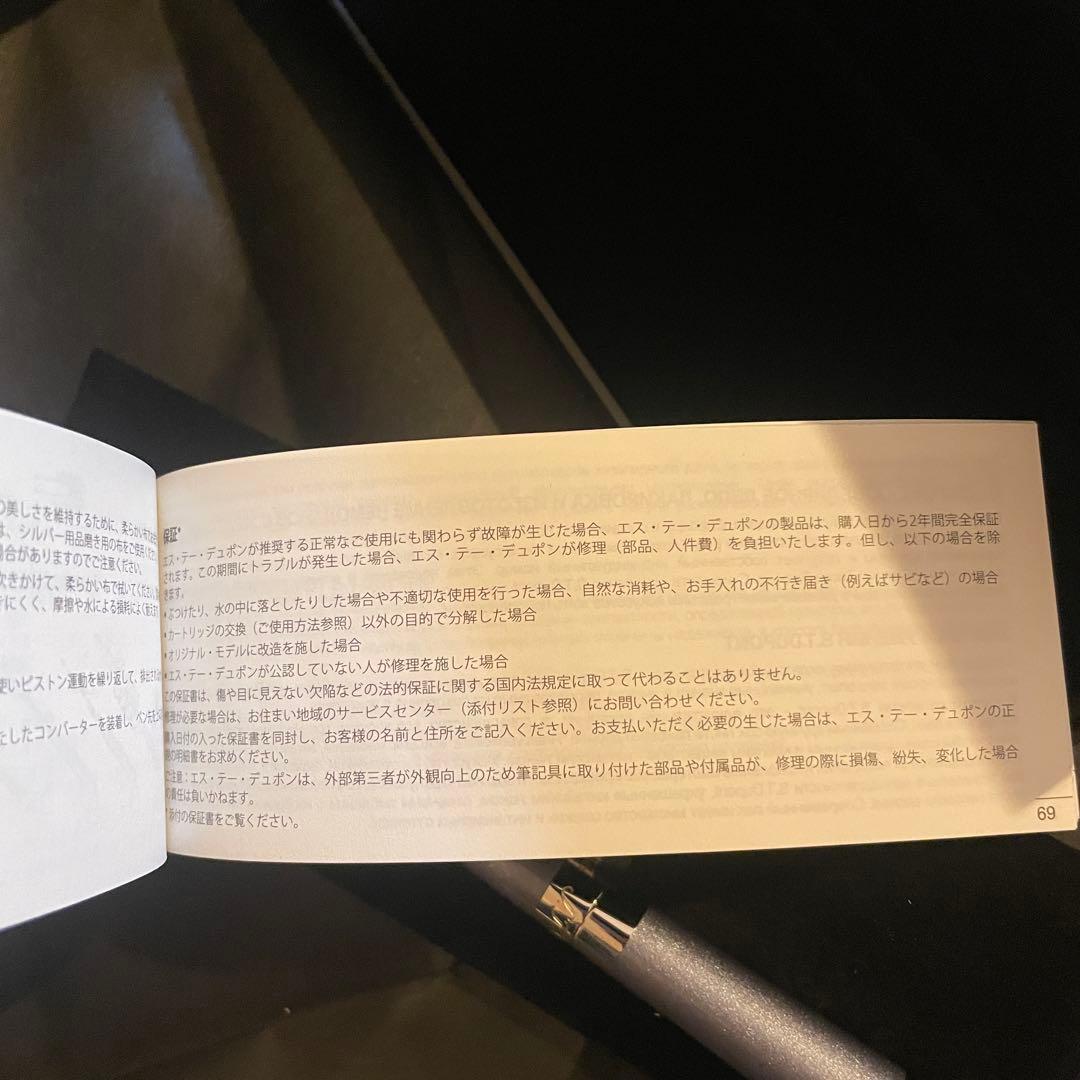 の美しさを維持するために、柔らかい布で
は、シルバー用品磨き用の布をご使用くださ
場合がありますのでご注意ください。
吹きかけて、柔らかい布で拭いてください。
にくく、摩擦や水による損耗によく耐え
使いピストン運動を繰り返して、
としたコンバーターを装着し、ペン先を
保証*
エス・テー・デュポンが推奨する正常なご使用にも関わらず故障が生じた場合、エス・テー・デュポンの製品は、購入日から2年間完全保証
されます。この期間にトラブルが発生した場合、エス・テー・デュポンが修理（部品、人件費）を負担いたします。但し、以下の場合を除
きます。
• ぶつけたり、水の中に落としたりした場合や不適切な使用を行った場合、自然な消耗や、お手入れの不行き届き（例えばサビなど）の場合
• カートリッジの交換（ご使用方法参照）以外の目的で分解した場合
• オリジナル・モデルに改造を施した場合
• エス・テー・デュポンが公認していない人が修理を施した場合
この保証書は、傷や目に見えない欠陥などの法的保証に関する国内法規定に取って代わることはありません。
修理が必要な場合は、お住まい地域のサービスセンター（添付リスト参照）にお問い合わせください。
購入日付の入った保証書を同封し、お客様の名前と住所をご記入ください。お支払いただく必要の生じた場合は、エス・テー・デュポンの正
の明細書をお求めください。
ご注意：エス・テー・デュポンは、外部第三者が外観向上のため筆記具に取り付けた部品や付属品が、修理の際に損傷、紛失、変化した場合
の責任は負いかねます。
* 添付の保証書をご覧ください。
69